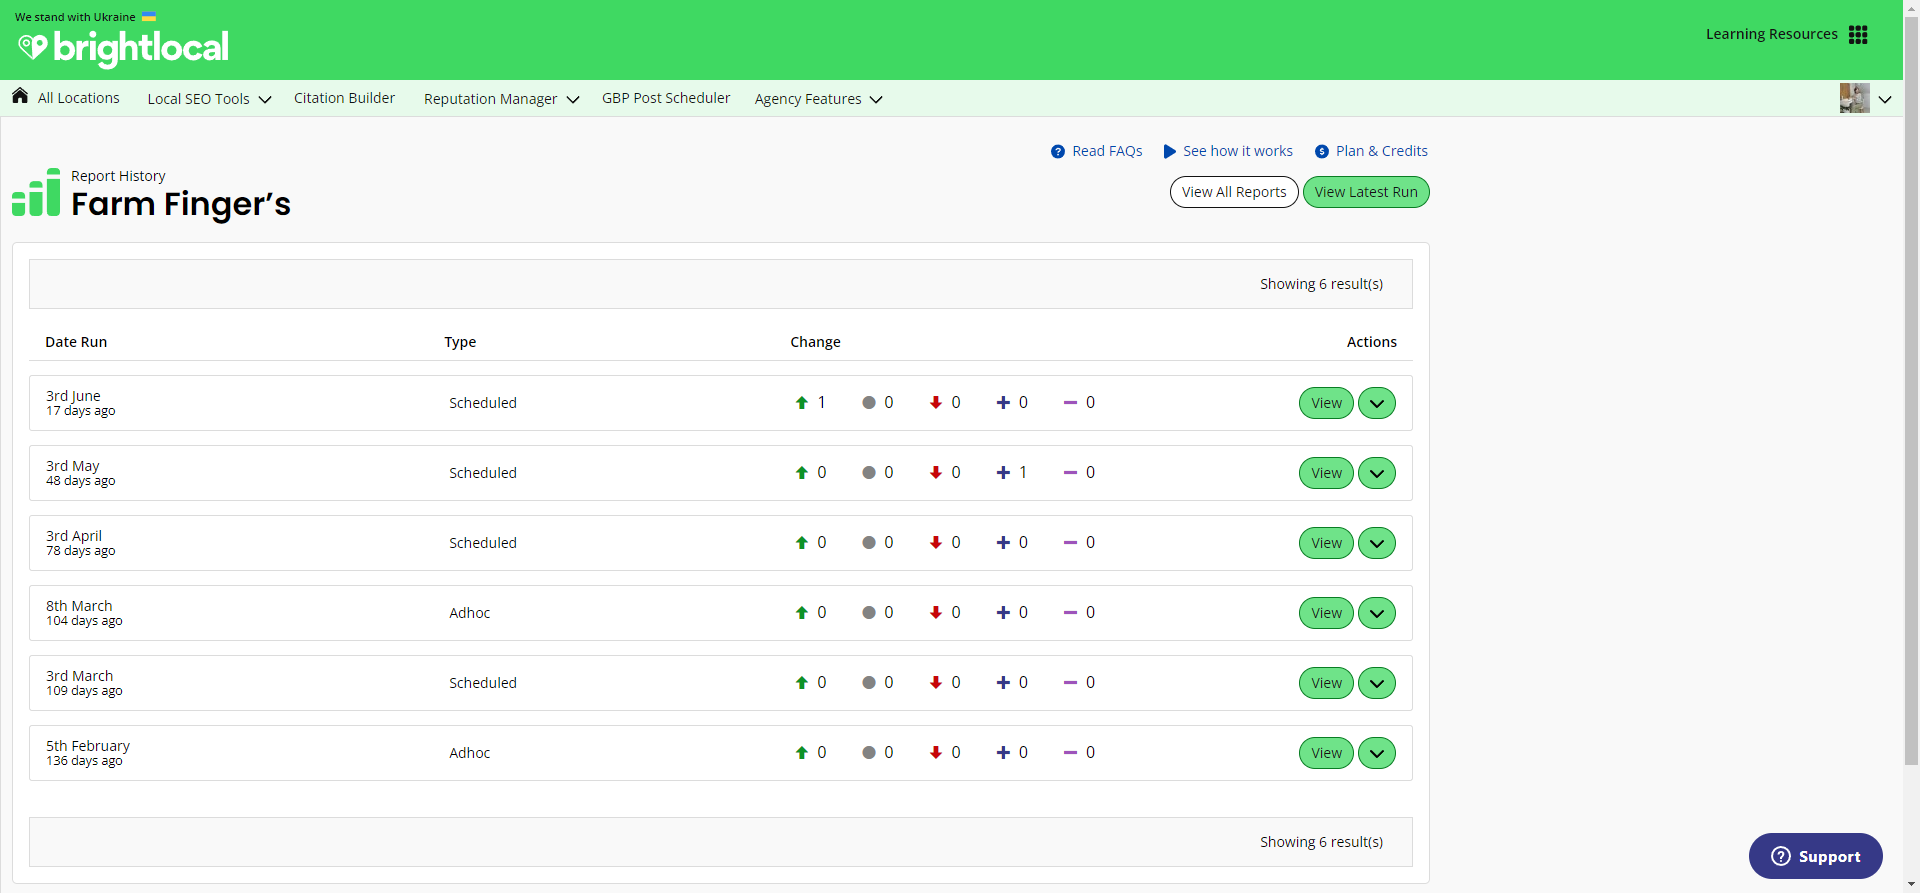 We stand with Ukraine
brightlocal
Learning Resources
All Locations Local SEO Tools Citation Builder Reputation Manager GBP Post Scheduler Agency Features
Read FAQs See how it works Plan & Credits
Report History
Farm Finger’s
View All Reports View Latest Run
Showing 6 result(s)
Date Run Type Change Actions
3rd June
17 days ago
Scheduled 1 0 0 0 0 View
3rd May
48 days ago
Scheduled 0 0 0 1 0 View
3rd April
78 days ago
Scheduled 0 0 0 0 0 View
8th March
104 days ago
Adhoc 0 0 0 0 0 View
3rd March
109 days ago
Scheduled 0 0 0 0 0 View
5th February
136 days ago
Adhoc 0 0 0 0 0 View
Showing 6 result(s)
Support